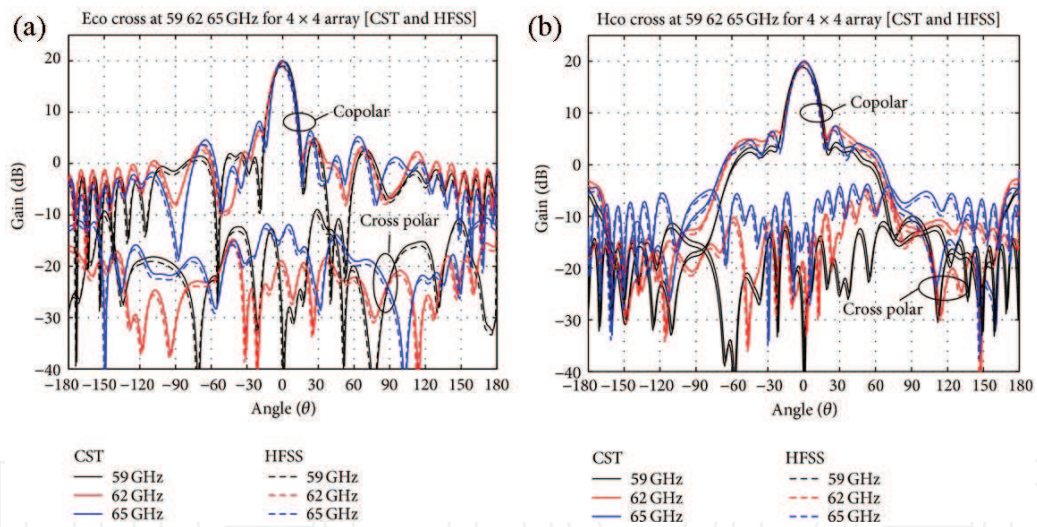 (a)
Eco cross at 59 62 65 GHz for 4 × 4 array [CST and HFSS]
20
10
0
−10
−20
−30
−40
Gain (dB)
Copolar
Cross polar
−180 −150 −120 −90 −60 −30 0 30 60 90 120 150 180
Angle (θ)
CST HFSS
59 GHz 59 GHz
62 GHz 62 GHz
65 GHz 65 GHz
(b)
Hco cross at 59 62 65 GHz for 4 × 4 array [CST and HFSS]
20
10
0
−10
−20
−30
−40
Gain (dB)
Copolar
Cross polar
−180 −150 −120 −90 −60 −30 0 30 60 90 120 150 180
Angle (θ)
CST HFSS
59 GHz 59 GHz
62 GHz 62 GHz
65 GHz 65 GHz